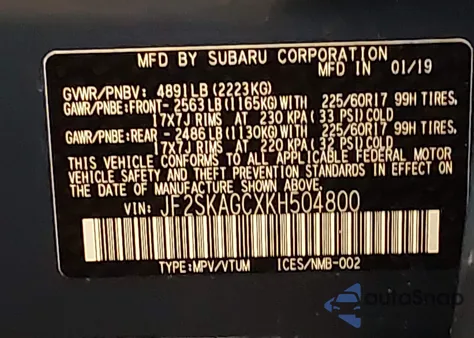 MFD BY SUBARU CORPORATION
MFD IN 01/19
GVWR/PNBV: 4891LB(2223KG)
GAWR/PNBE:FRONT-2563LB(1165KG)WITH 225/60R17 99H TIRES,
17X7J RIMS AT 230 KPA(33 PSI)COLD
GAWR/PNBE:REAR -2486LB(1130KG)WITH 225/60R17 99H TIRES,
17X7J RIMS AT 220 KPA(32 PSI)COLD
THIS VEHICLE CONFORMS TO ALL APPLICABLE FEDERAL MOTOR
VEHICLE SAFETY AND THEFT PREVENTION STANDARDS IN EFFECT
ON THE DATE OF MANUFACTURE SHOWN ABOVE.
VIN: JF2SKAGCXKH504800
TYPE:MPV/VTUM ICES/NMB-002
autoSnap